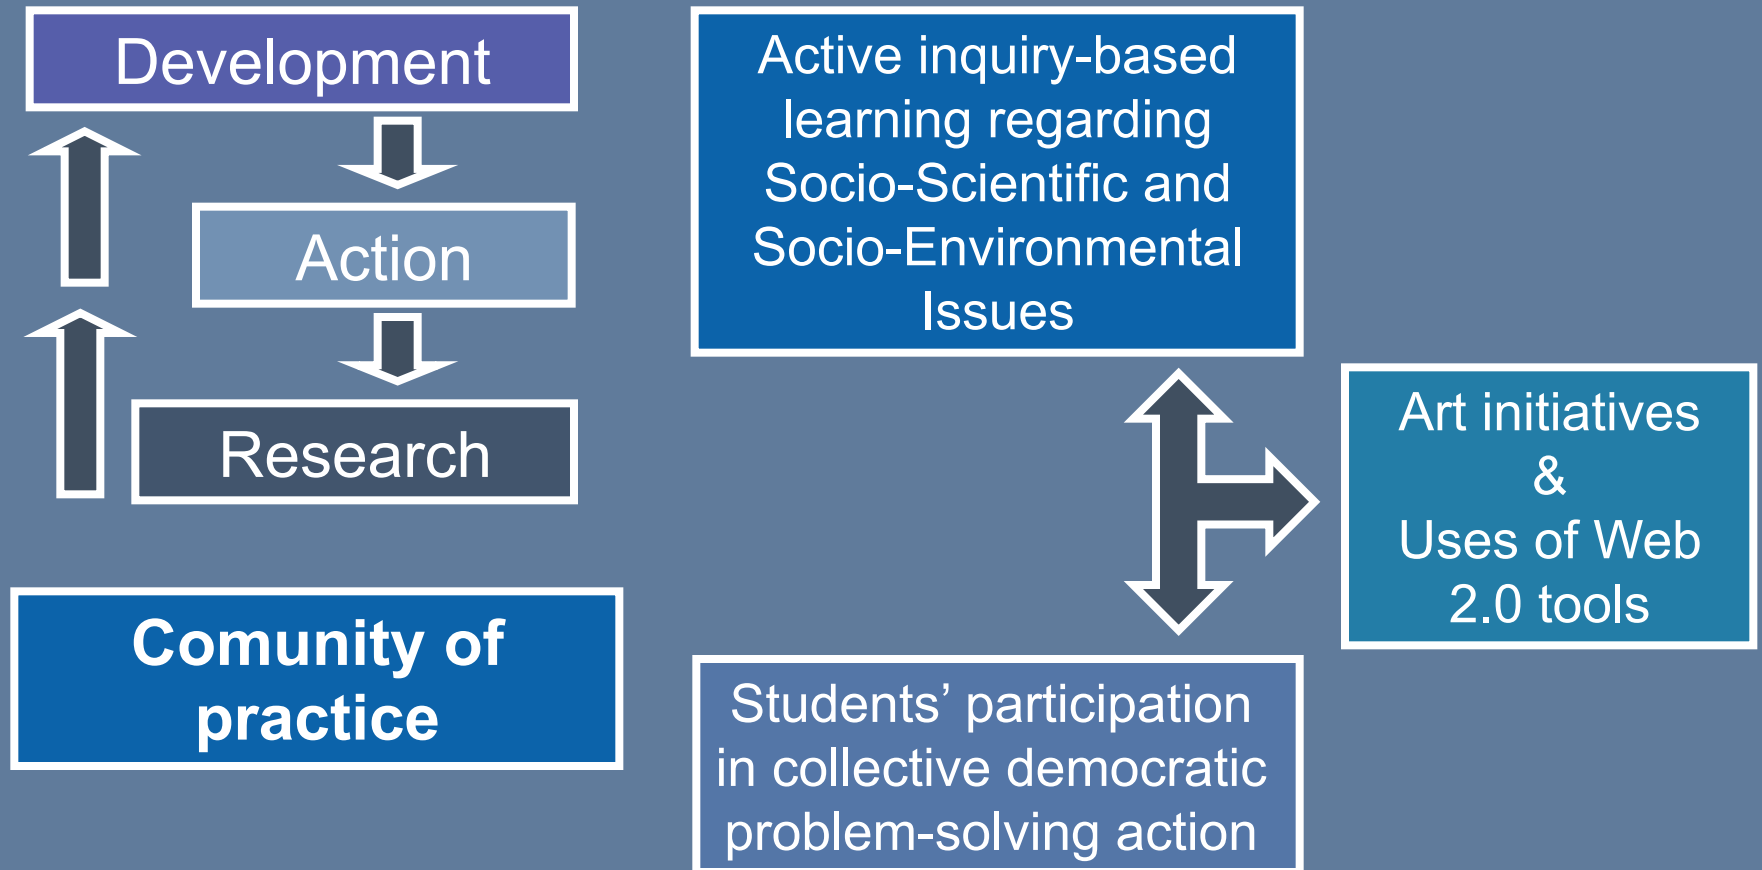 Development
Action
Research
Comunity of
practice
Active inquiry-based
learning regarding
Socio-Scientific and
Socio-Environmental
Issues
Art initiatives
&
Uses of Web
2.0 tools
Students’ participation
in collective democratic
problem-solving action